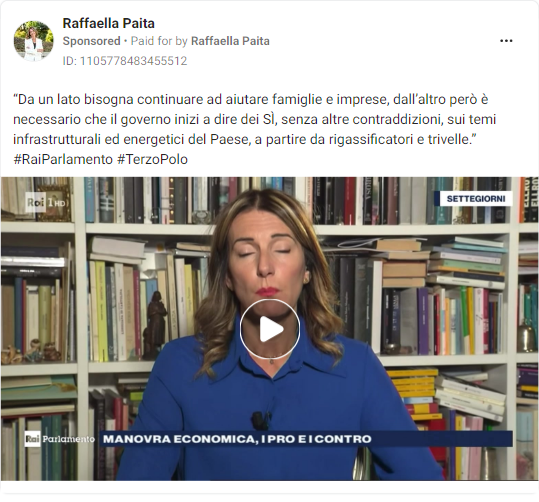 Raffaella Paita
Sponsored • Paid for by Raffaella Paita
ID: 1105778483455512
“Da un lato bisogna continuare ad aiutare famiglie e imprese, dall’altro però è
necessario che il governo inizi a dire dei SÌ, senza altre contraddizioni, sui temi
infrastrutturali ed energetici del Paese, a partire da rigassificatori e trivelle.”
#RaiParlamento #TerzoPolo
Rai 1 HD
SETTEGIORNI
Rai Parlamento MANOVRA ECONOMICA, I PRO E I CONTRO